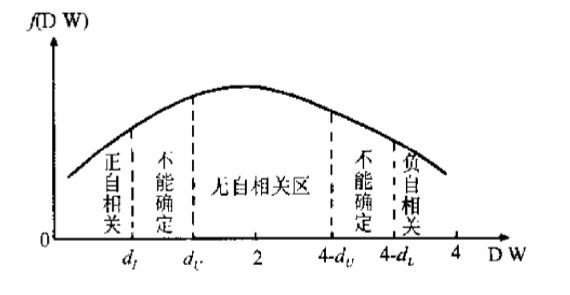 f(D W)
正自相关
不能确定
无自相关区
不能确定
负自相关
0
d_l
d_U
2
4-d_U
4-d_L
4
D W